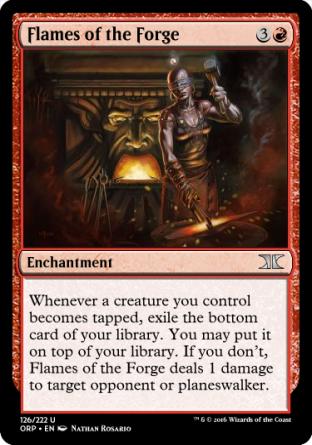 Flames of the Forge 3
Enchantment
Whenever a creature you control
becomes tapped, exile the bottom
card of your library. You may put it
on top of your library. If you don't,
Flames of the Forge deals 1 damage
to target opponent or planeswalker.
126/222 U
ORP • EN Nathan Rosario
™ & © 2016 Wizards of the Coast